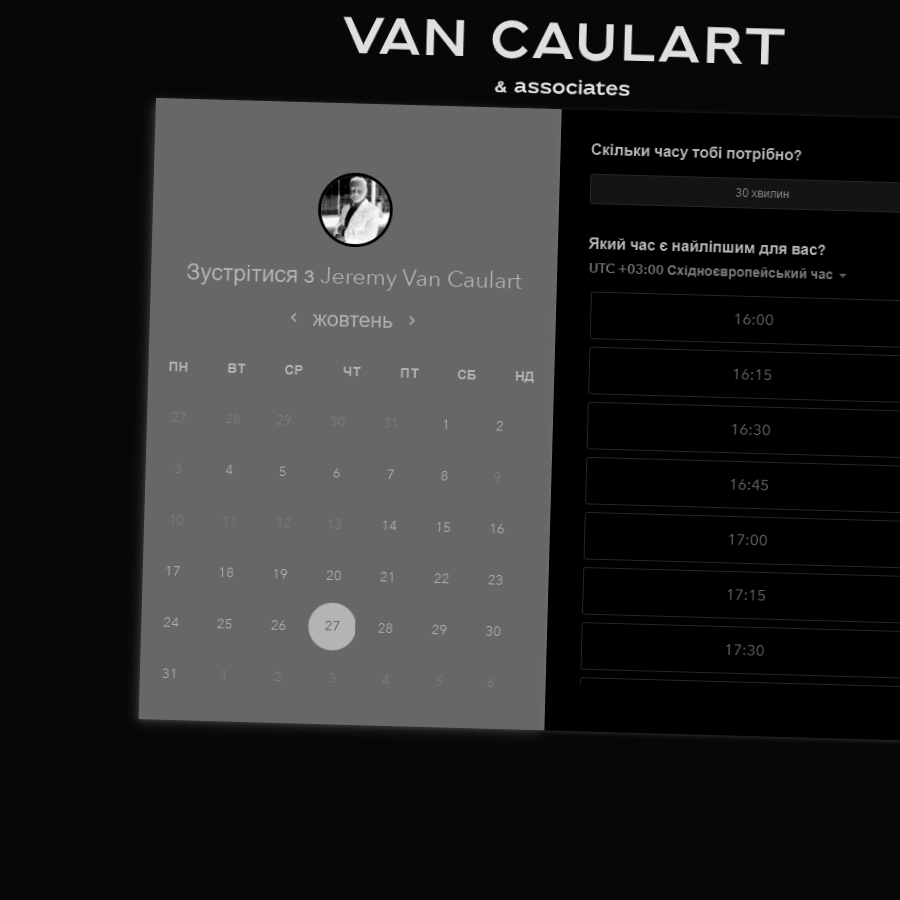 VAN CAULART
& associates
Зустрітися з Jeremy Van Caulart
жовтень
ПН ВТ СР ЧТ ПТ СБ НД
27 28 29 30 31 1 2
3 4 5 6 7 8 9
10 11 12 13 14 15 16
17 18 19 20 21 22 23
24 25 26 27 28 29 30
31 1 2 3 4 5 6
Скільки часу тобі потрібно?
30 хвилин
Який час є найліпшим для вас?
UTC +03:00 Східноєвропейський час
16:00
16:15
16:30
16:45
17:00
17:15
17:30